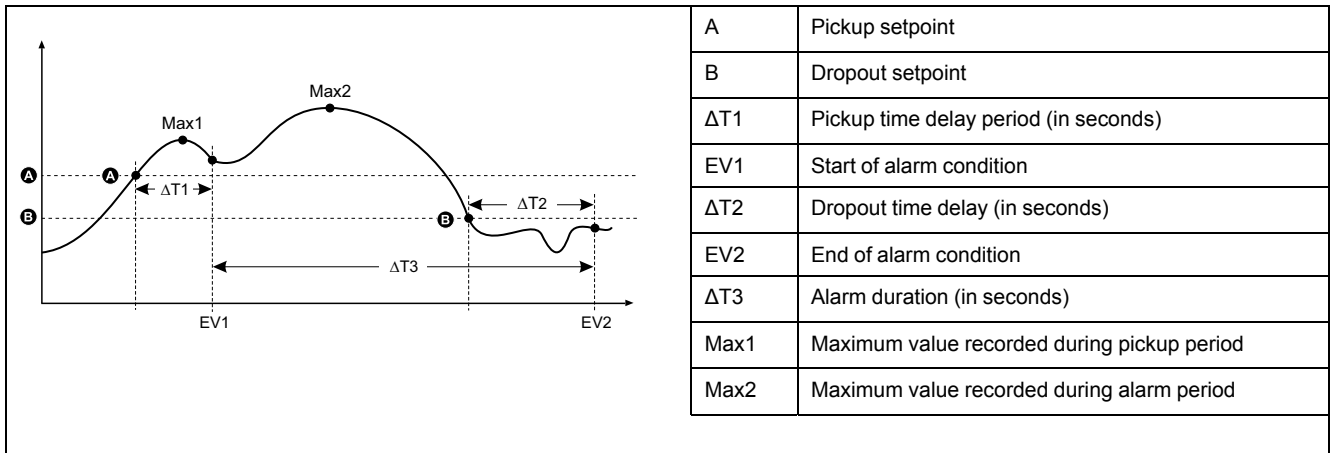 Max2
Max1
A
A
ΔT1
B
B
ΔT2
ΔT3
EV1
EV2
A Pickup setpoint
B Dropout setpoint
ΔT1 Pickup time delay period (in seconds)
EV1 Start of alarm condition
ΔT2 Dropout time delay (in seconds)
EV2 End of alarm condition
ΔT3 Alarm duration (in seconds)
Max1 Maximum value recorded during pickup period
Max2 Maximum value recorded during alarm period